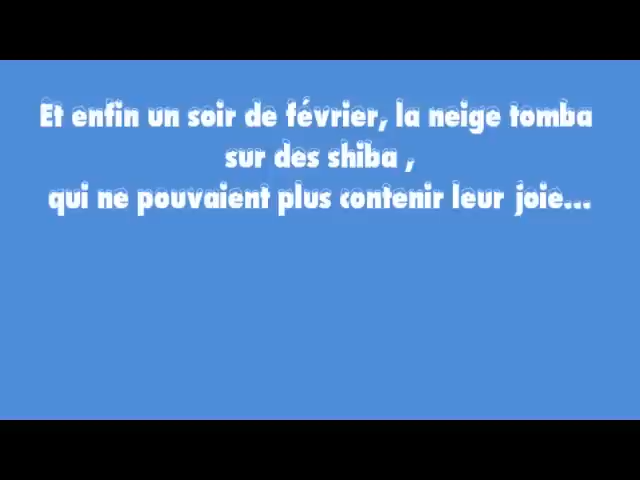 Et enfin un soir de février, la neige tomba
sur des shiba ,
qui ne pouvaient plus contenir leur joie...